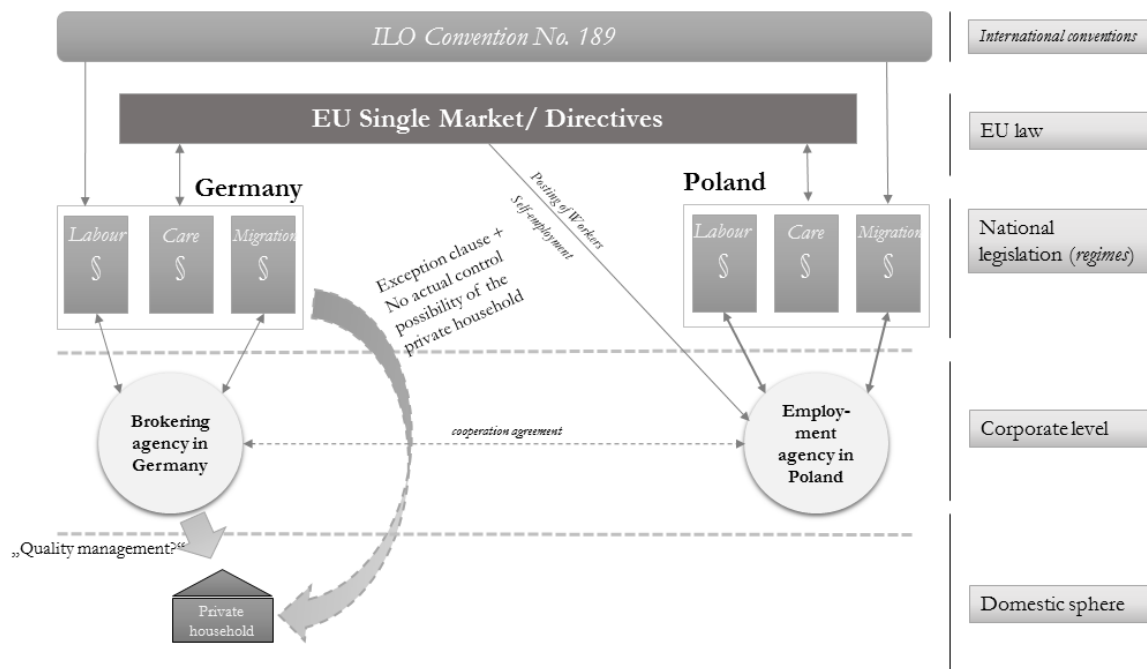 ILO Convention No. 189
International conventions
EU Single Market/ Directives
EU law
Germany
Poland
Posting of Workers
Self-employment
Labour
§
Care
§
Migration
§
Labour
§
Care
§
Migration
§
National
legislation (regimes)
Exception clause +
No actual control
possibility of the
private household
Brokering
agency in
Germany
cooperation agreement
Employ-
ment
agency in
Poland
Corporate level
„Quality management?“
Private
household
Domestic sphere